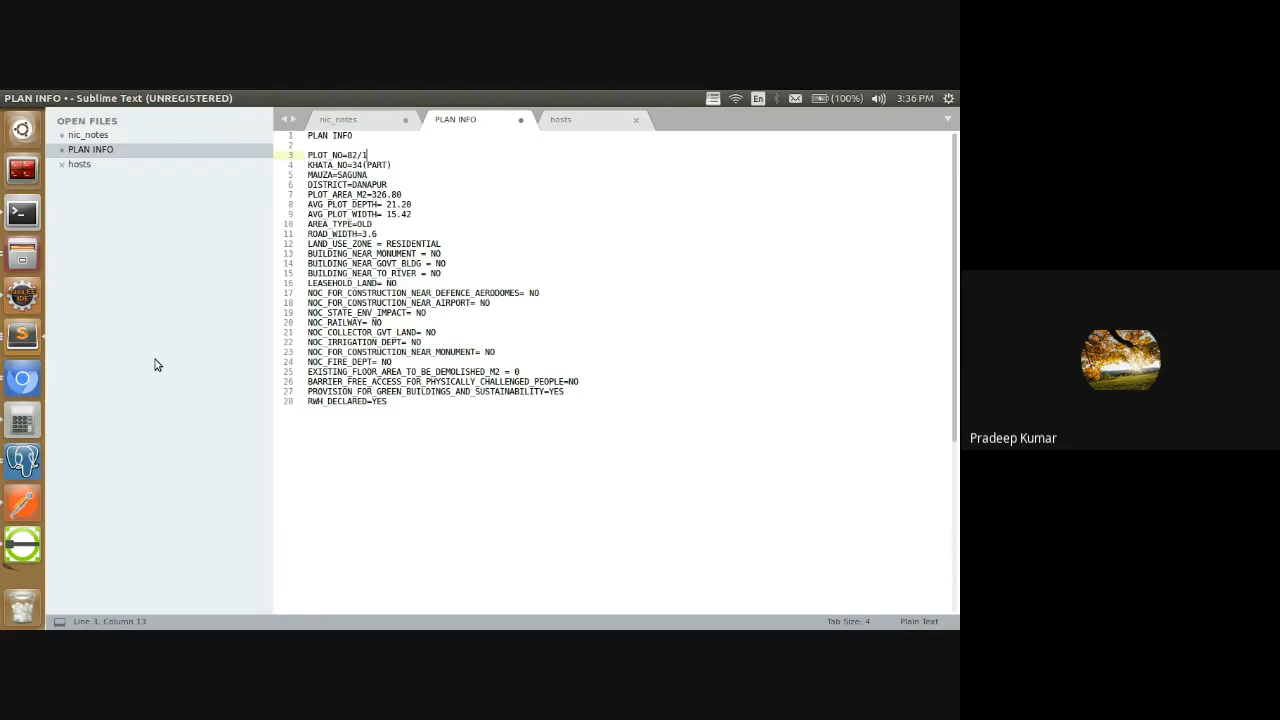 PLAN INFO • - Sublime Text (UNREGISTERED)
En
(100%)
3:36 PM
OPEN FILES
nic_notes
PLAN INFO
hosts
nic_notes
PLAN INFO
hosts
1 PLAN INFO
2
3 PLOT_NO=82/1
4 KHATA_NO=34(PART)
5 MAUZA=SAGUNA
6 DISTRICT=DANAPUR
7 PLOT_AREA_M2=326.80
8 AVG_PLOT_DEPTH= 21.20
9 AVG_PLOT_WIDTH= 15.42
10 AREA_TYPE=OLD
11 ROAD_WIDTH=3.6
12 LAND_USE_ZONE = RESIDENTIAL
13 BUILDING_NEAR_MONUMENT = NO
14 BUILDING_NEAR_GOVT_BLDG = NO
15 BUILDING_NEAR_TO_RIVER = NO
16 LEASEHOLD_LAND= NO
17 NOC_FOR_CONSTRUCTION_NEAR_DEFENCE_AERODOMES= NO
18 NOC_FOR_CONSTRUCTION_NEAR_AIRPORT= NO
19 NOC_STATE_ENV_IMPACT= NO
20 NOC_RAILWAY= NO
21 NOC_COLLECTOR_GVT_LAND= NO
22 NOC_IRRIGATION_DEPT= NO
23 NOC_FOR_CONSTRUCTION_NEAR_MONUMENT= NO
24 NOC_FIRE_DEPT= NO
25 EXISTING_FLOOR_AREA_TO_BE_DEMOLISHED_M2 = 0
26 BARRIER_FREE_ACCESS_FOR_PHYSICALLY_CHALLENGED_PEOPLE=NO
27 PROVISION_FOR_GREEN_BUILDINGS_AND_SUSTAINABILITY=YES
28 RWH_DECLARED=YES
Line 3, Column 13
Tab Size: 4
Plain Text
Pradeep Kumar